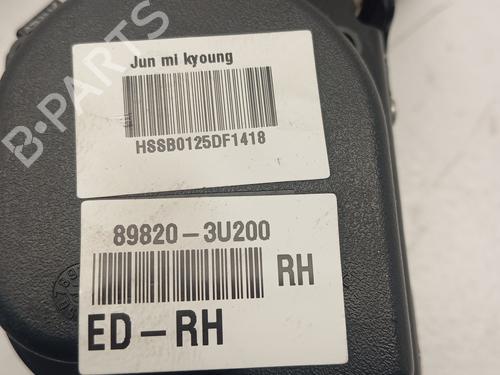 Jun mi kyoung
HSSB0125DF1418
89820-3U200
RH
ED-RH
B-PARTS